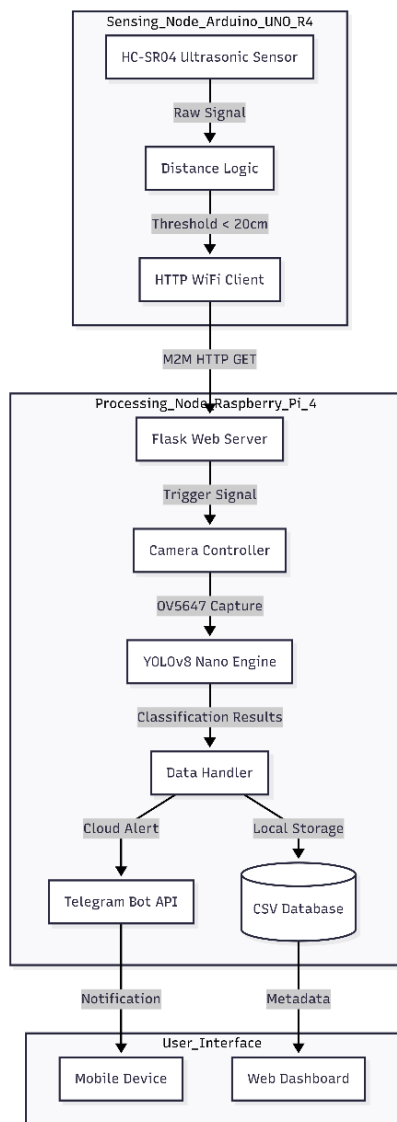 Sensing_Node_Arduino_UNO_R4
HC-SR04 Ultrasonic Sensor
Raw Signal
Distance Logic
Threshold < 20cm
HTTP WiFi Client
M2M HTTP GET
Processing_Node_Raspberry_Pi_4
Flask Web Server
Trigger Signal
Camera Controller
OV5647 Capture
YOLOv8 Nano Engine
Classification Results
Data Handler
Cloud Alert
Local Storage
Telegram Bot API
CSV Database
Notification
Metadata
User_Interface
Mobile Device
Web Dashboard